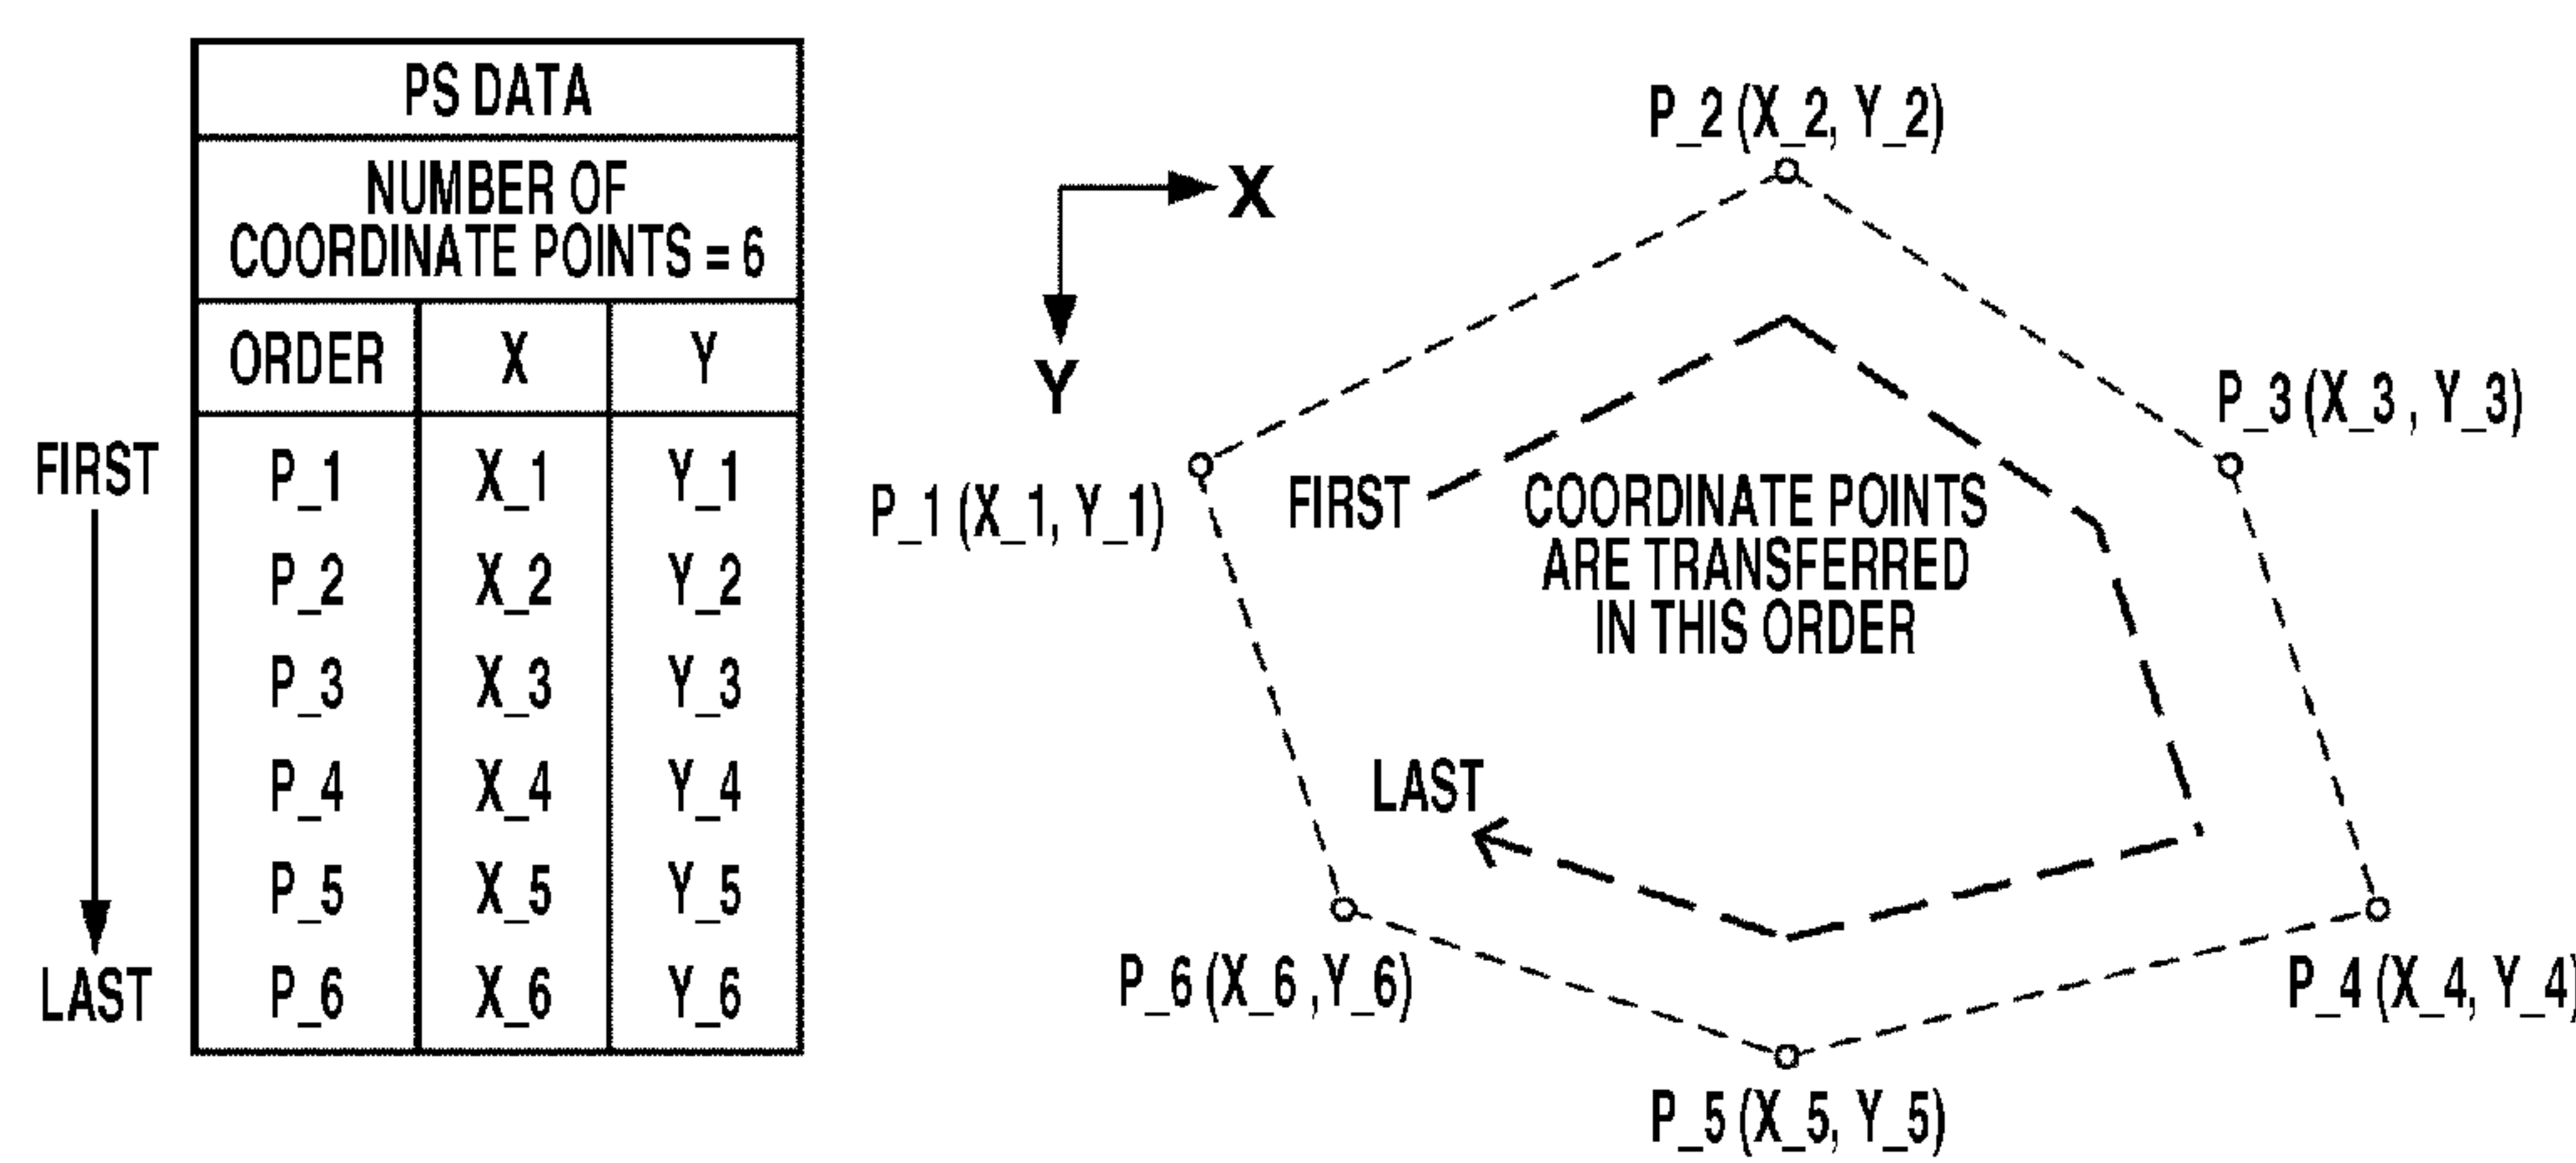 PS DATA
NUMBER OF
COORDINATE POINTS = 6
ORDER X Y
FIRST
P_1 X_1 Y_1
P_2 X_2 Y_2
P_3 X_3 Y_3
P_4 X_4 Y_4
P_5 X_5 Y_5
P_6 X_6 Y_6
LAST
X
Y
P_2 (X_2, Y_2)
P_3 (X_3 , Y_3)
P_1 (X_1, Y_1)
FIRST
COORDINATE POINTS
ARE TRANSFERRED
IN THIS ORDER
LAST
P_6 (X_6 ,Y_6)
P_4 (X_4, Y_4)
P_5 (X_5, Y_5)